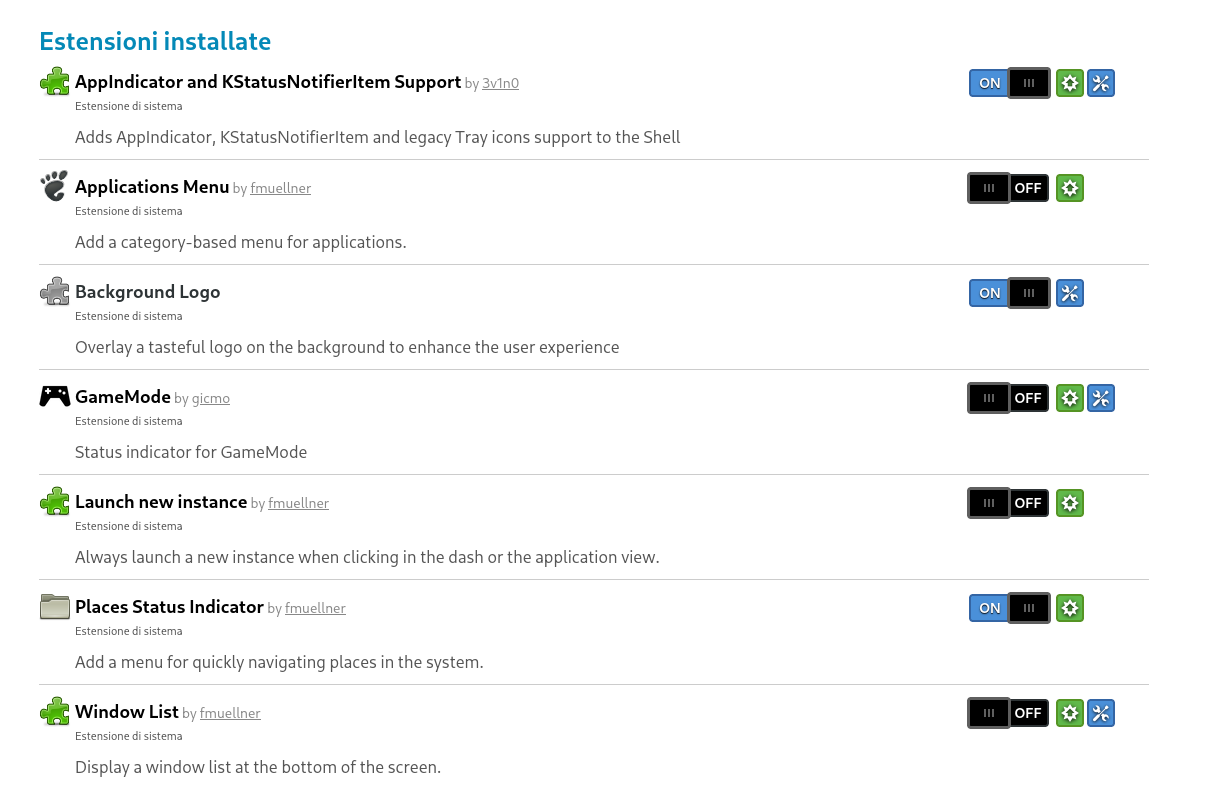 Estensioni installate
AppIndicator and KStatusNotifierItem Support by 3v1n0
ON
Estensione di sistema
Adds AppIndicator, KStatusNotifierItem and legacy Tray icons support to the Shell
Applications Menu by fmuellner
OFF
Estensione di sistema
Add a category-based menu for applications.
Background Logo
ON
Estensione di sistema
Overlay a tasteful logo on the background to enhance the user experience
GameMode by gicmo
OFF
Estensione di sistema
Status indicator for GameMode
Launch new instance by fmuellner
OFF
Estensione di sistema
Always launch a new instance when clicking in the dash or the application view.
Places Status Indicator by fmuellner
ON
Estensione di sistema
Add a menu for quickly navigating places in the system.
Window List by fmuellner
OFF
Estensione di sistema
Display a window list at the bottom of the screen.